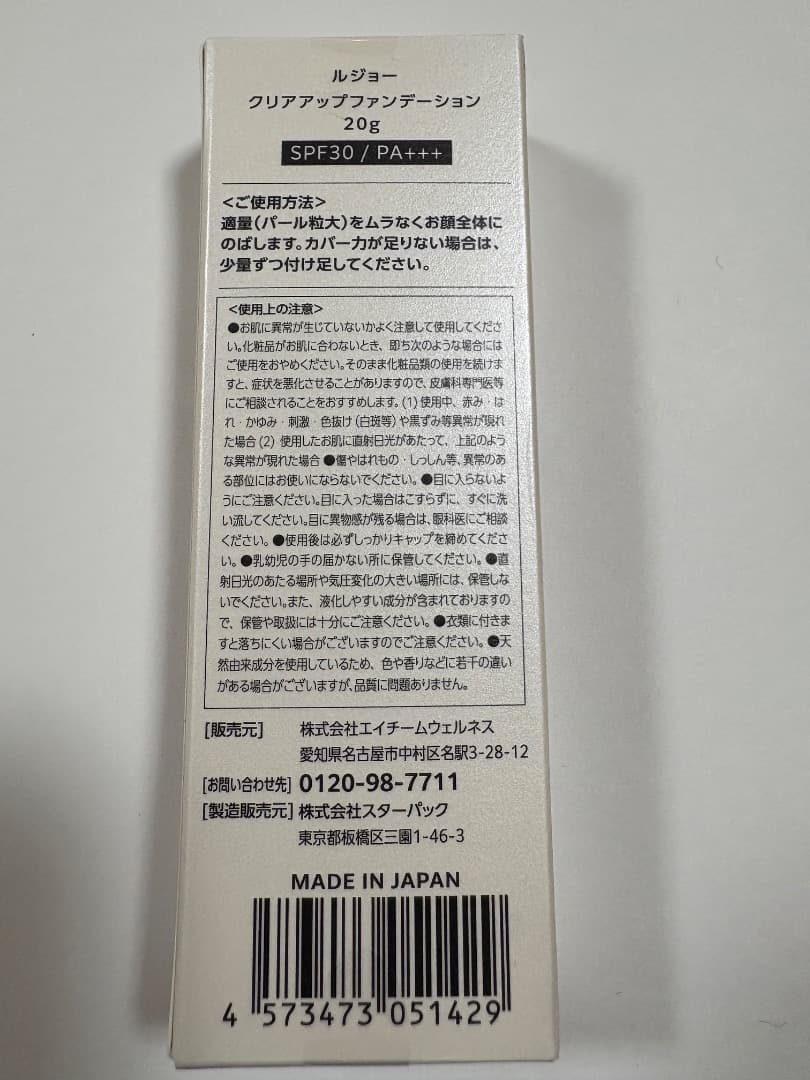 ルジョー
クリアアップファンデーション
20g
SPF30 / PA+++
<ご使用方法>
適量(パール粒大)をムラなくお顔全体に
のばします。カバー力が足りない場合は、
少量ずつ付け足してください。
<使用上の注意>
●お肌に異常が生じていないかよく注意して使用してくださ
い。化粧品がお肌に合わないとき、即ち次のような場合には
ご使用をおやめください。そのまま化粧品類の使用を続けま
すと、症状を悪化させることがありますので、皮膚科専門医等
にご相談されることをおすすめします。(1) 使用中、赤み・は
れ・かゆみ・刺激・色抜け(白斑等)や黒ずみ等異常が現れ
た場合 (2) 使用したお肌に直射日光があたって、上記のよう
な異常が現れた場合 ●傷やはれもの・しっしん等、異常のあ
る部位にはお使いにならないでください。●目に入らないよ
うにご注意ください。目に入った場合はこすらずに、すぐに洗
い流してください。目に異物感が残る場合は、眼科医にご相談
ください。●使用後は必ずしっかりキャップを締めてくださ
い。●乳幼児の手の届かない所に保管してください。●直
射日光のあたる場所や気圧変化の大きい場所には、保管しな
いでください。また、液化しやすい成分が含まれておりますの
で、保管や取扱には十分にご注意ください。●衣類に付きま
すと落ちにくい場合がございますのでご注意ください。●天
然由来成分を使用しているため、色や香りなどに若干の違い
がある場合がございますが、品質に問題ありません。
[販売元] 株式会社エイチームウェルネス
愛知県名古屋市中村区名駅3-28-12
[お問い合わせ先] 0120-98-7711
[製造販売元] 株式会社スターパック
東京都板橋区三園1-46-3
MADE IN JAPAN
4 573473 051429